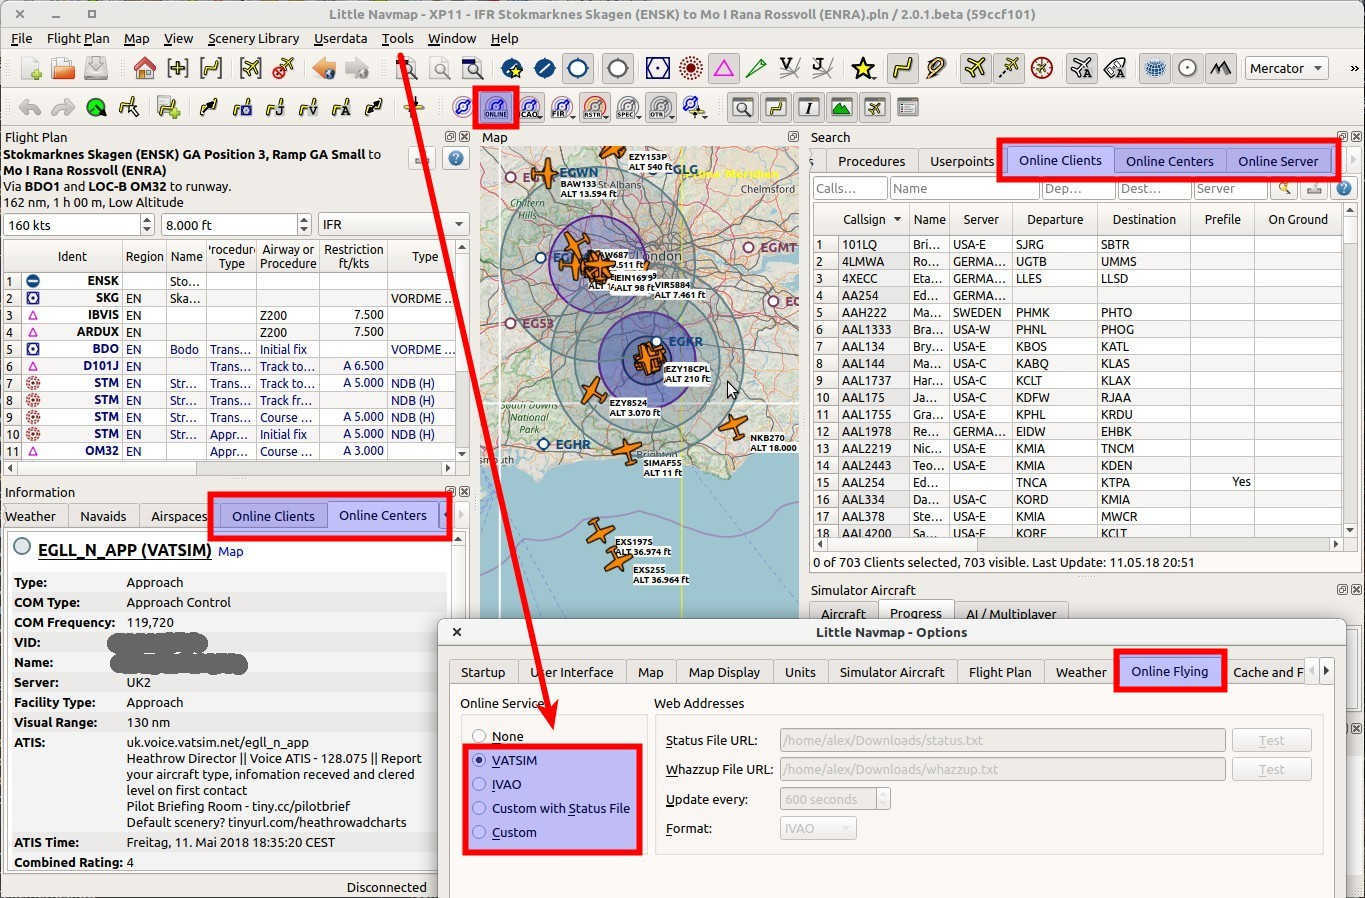 Little Navmap - XP11 - IFR Stokmarknes Skagen (ENSK) to Mo I Rana Rossvoll (ENRA).pln / 2.0.1.beta (59ccf101)
File Flight Plan Map View Scenery Library Userdata Tools Window Help
Mercator
ONLINE
FIR
RSTR
SPEC
OTR
Flight Plan
Stokmarknes Skagen (ENSK) GA Position 3, Ramp GA Small to
Mo I Rana Rossvoll (ENRA)
Via BDO1 and LOC-B OM32 to runway.
162 nm, 1 h 00 m, Low Altitude
160 kts 8.000 ft IFR
Ident Region Name Procedure Type Airway or Procedure Restriction ft/kts Type
1 ENSK Sto...
2 SKG EN Ska... VORDME ...
3 IBVIS EN Z200 7.500
4 ARDUX EN Z200 7.500
5 BDO EN Bodo Trans... Initial fix VORDME ...
6 D101J EN Trans... Track to... A 6.500
7 STM EN Str... Trans... Track to... A 5.000 NDB (H)
8 STM EN Str... Trans... Track fr... NDB (H)
9 STM EN Str... Trans... Course ... A 5.000 NDB (H)
10 STM EN Str... Appr... Initial fix A 5.000 NDB (H)
11 OM32 EN Appr... Course ... A 3.000
Information
Weather Navaids Airspaces Online Clients Online Centers
EGLL_N_APP (VATSIM) Map
Type: Approach
COM Type: Approach Control
COM Frequency: 119,720
VID:
Name:
Server: UK2
Facility Type: Approach
Visual Range: 130 nm
ATIS: uk.voice.vatsim.net/egll_n_app
Heathrow Director || Voice ATIS - 128.075 || Report
your aircraft type, infomation receved and clered
level on first contact
Pilot Briefing Room - tiny.cc/pilotbrief
Default scenery? tinyurl.com/heathrowadcharts
ATIS Time: Freitag, 11. Mai 2018 18:35:20 CEST
Combined Rating: 4
Disconnected
Map
EZY153P
ALT 540 ft
EGWN
EGLG
BAW133
ALT 13.594 ft
St Albans
Chelmsford
Chiltern
Hills
EGMT
London
VIR5884
ALT 7.461 ft
ALT 98 ft
EG53
EGKR
EZY18CPL
ALT 210 ft
EZY8524
ALT 3.070 ft
South Downs
National
Park
EGHR
NKB270
ALT 18.000
Brighton
SIMAF55
ALT 11 ft
EXS197S
ALT 36.974 ft
EXS255
ALT 36.964 ft
Search
Procedures Userpoints Online Clients Online Centers Online Server
Calls... Name Dep... Dest... Server
Callsign Name Server Departure Destination Prefile On Ground
1 101LQ Bri... USA-E SJRG SBTR
2 4LMWA Ro... GERMA... UGTB UMMS
3 4XECC Eta... GERMA... LLES LLSD
4 AA254 Ed... GERMA...
5 AAH222 Ma... SWEDEN PHMK PHTO
6 AAL1333 Bra... USA-W PHNL PHOG
7 AAL134 Bry... USA-W KBOS KATL
8 AAL144 Ma... USA-C KABQ KLAS
9 AAL1737 Har... USA-C KCLT KLAX
10 AAL175 Ja... USA-C KDFW RJAA
11 AAL1755 Gra... USA-E KPHL KRDU
12 AAL1978 Re... GERMA... EIDW EHBK
13 AAL2219 Nic... USA-E KMIA TNCM
14 AAL2443 Teo... USA-E KMIA KDEN
15 AAL254 Ed... TNCA KTPA Yes
16 AAL334 Da... USA-C KORD KMIA
17 AAL378 Ste... USA-E KMIA MWCR
18 AAL4200 Sa... USA-C KORF KCLT
0 of 703 Clients selected, 703 visible. Last Update: 11.05.18 20:51
Simulator Aircraft
Aircraft Progress AI / Multiplayer
Little Navmap - Options
Startup User Interface Map Map Display Units Simulator Aircraft Flight Plan Weather Online Flying Cache and F
Online Service
None
VATSIM
IVAO
Custom with Status File
Custom
Web Addresses
Status File URL: /home/alex/Downloads/status.txt Test
Whazzup File URL: /home/alex/Downloads/whazzup.txt Test
Update every: 600 seconds
Format: IVAO